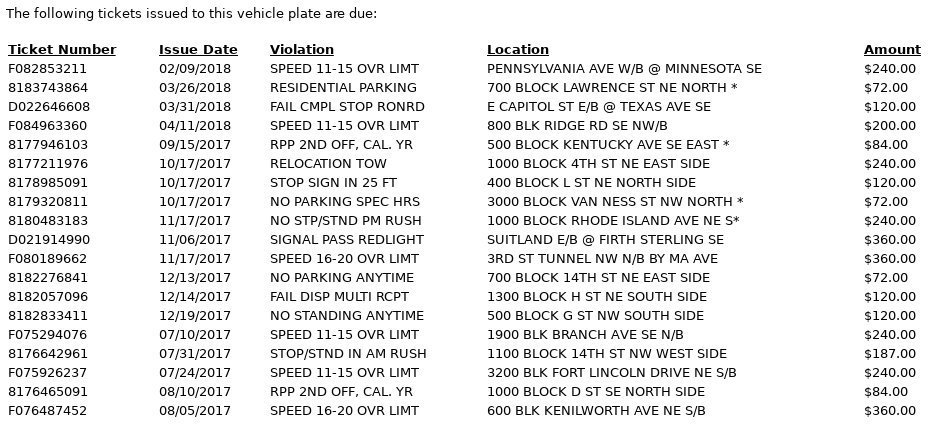 The following tickets issued to this vehicle plate are due:
Ticket Number Issue Date Violation Location Amount
F082853211 02/09/2018 SPEED 11-15 OVR LIMT PENNSYLVANIA AVE W/B @ MINNESOTA SE $240.00
8183743864 03/26/2018 RESIDENTIAL PARKING 700 BLOCK LAWRENCE ST NE NORTH * $72.00
D022646608 03/31/2018 FAIL CMPL STOP RONRD E CAPITOL ST E/B @ TEXAS AVE SE $120.00
F084963360 04/11/2018 SPEED 11-15 OVR LIMT 800 BLK RIDGE RD SE NW/B $200.00
8177946103 09/15/2017 RPP 2ND OFF, CAL. YR 500 BLOCK KENTUCKY AVE SE EAST * $84.00
8177211976 10/17/2017 RELOCATION TOW 1000 BLOCK 4TH ST NE EAST SIDE $240.00
8178985091 10/17/2017 STOP SIGN IN 25 FT 400 BLOCK L ST NE NORTH SIDE $120.00
8179320811 10/17/2017 NO PARKING SPEC HRS 3000 BLOCK VAN NESS ST NW NORTH * $72.00
8180483183 11/17/2017 NO STP/STND PM RUSH 1000 BLOCK RHODE ISLAND AVE NE S* $240.00
D021914990 11/06/2017 SIGNAL PASS REDLIGHT SUITLAND E/B @ FIRTH STERLING SE $360.00
F080189662 11/17/2017 SPEED 16-20 OVR LIMT 3RD ST TUNNEL NW N/B BY MA AVE $360.00
8182276841 12/13/2017 NO PARKING ANYTIME 700 BLOCK 14TH ST NE EAST SIDE $72.00
8182057096 12/14/2017 FAIL DISP MULTI RCPT 1300 BLOCK H ST NE SOUTH SIDE $120.00
8182833411 12/19/2017 NO STANDING ANYTIME 500 BLOCK G ST NW SOUTH SIDE $120.00
F075294076 07/10/2017 SPEED 11-15 OVR LIMT 1900 BLK BRANCH AVE SE N/B $240.00
8176642961 07/31/2017 STOP/STND IN AM RUSH 1100 BLOCK 14TH ST NW WEST SIDE $187.00
F075926237 07/24/2017 SPEED 11-15 OVR LIMT 3200 BLK FORT LINCOLN DRIVE NE S/B $240.00
8176465091 08/10/2017 RPP 2ND OFF, CAL. YR 1000 BLOCK D ST SE NORTH SIDE $84.00
F076487452 08/05/2017 SPEED 16-20 OVR LIMT 600 BLK KENILWORTH AVE NE S/B $360.00